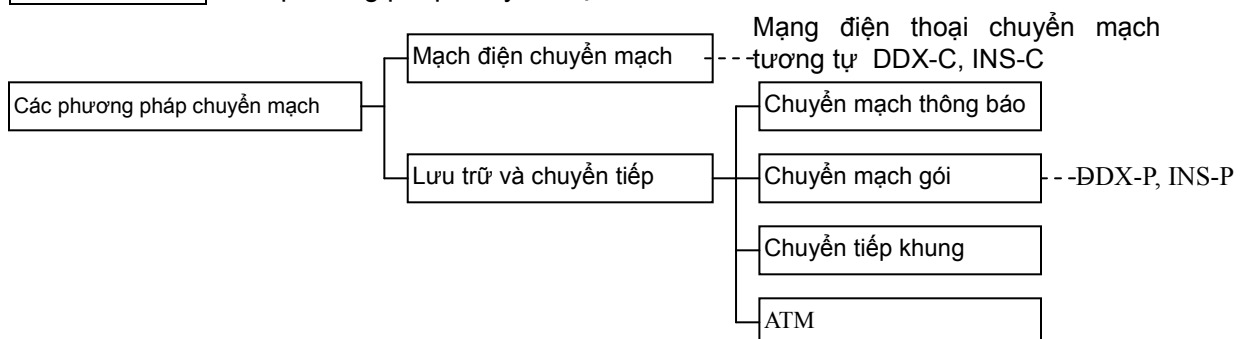 Mạng điện thoại chuyển mạch
Mạch điện chuyển mạch
tương tự DDX-C, INS-C
Các phương pháp chuyển mạch
Chuyển mạch thông báo
Lưu trữ và chuyển tiếp
Chuyển mạch gói
DDX-P, INS-P
Chuyển tiếp khung
ATM